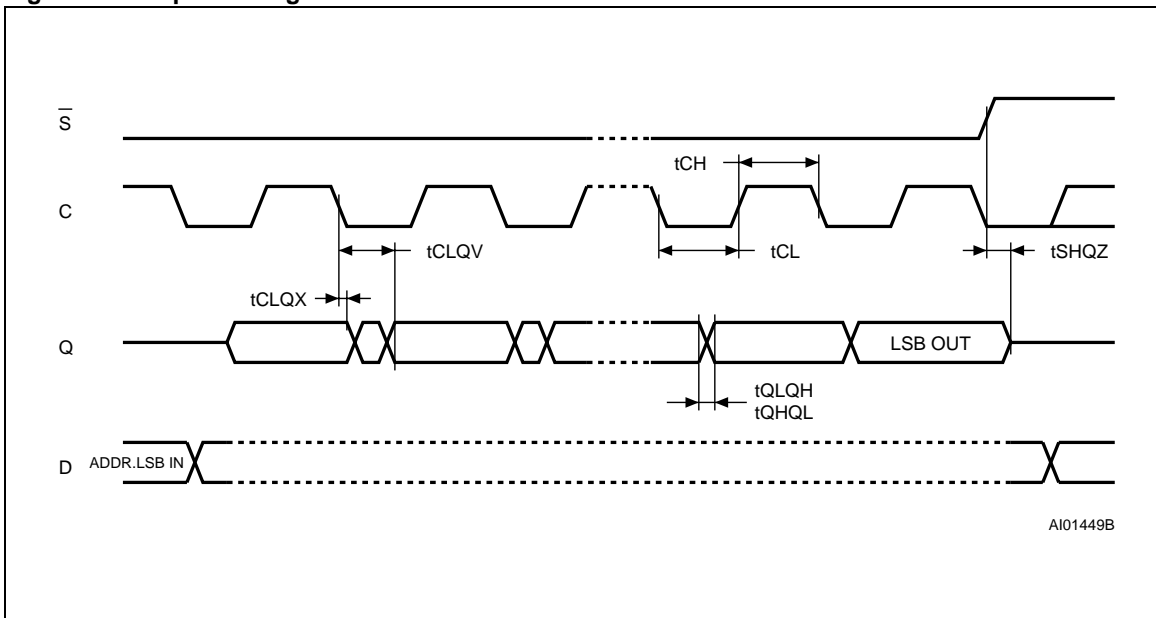 S
tCH
C
tCLQV
tCL
tSHQZ
tCLQX
Q
LSB OUT
tQLQH
tQHQL
D
ADDR.LSB IN
AI01449B